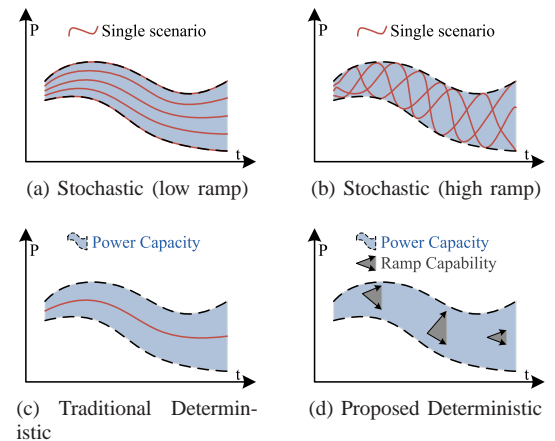 P
Single scenario
t
(a) Stochastic (low ramp)
P
Single scenario
t
(b) Stochastic (high ramp)
P
Power Capacity
t
(c) Traditional Determin-
istic
P
Power Capacity
Ramp Capability
t
(d) Proposed Deterministic